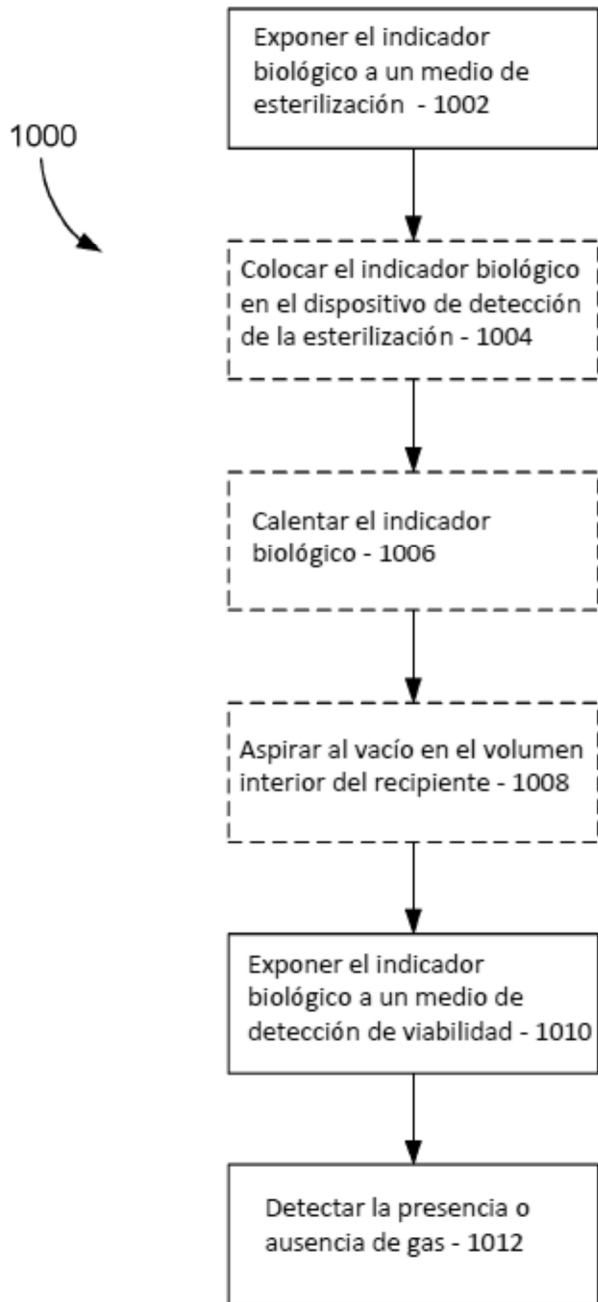 Exponer el indicador
biológico a un medio de
esterilización - 1002
1000
Colocar el indicador biológico
en el dispositivo de detección
de la esterilización - 1004
Calentar el indicador
biológico - 1006
Aspirar al vacío en el volumen
interior del recipiente - 1008
Exponer el indicador
biológico a un medio de
detección de viabilidad - 1010
Detectar la presencia o
ausencia de gas - 1012